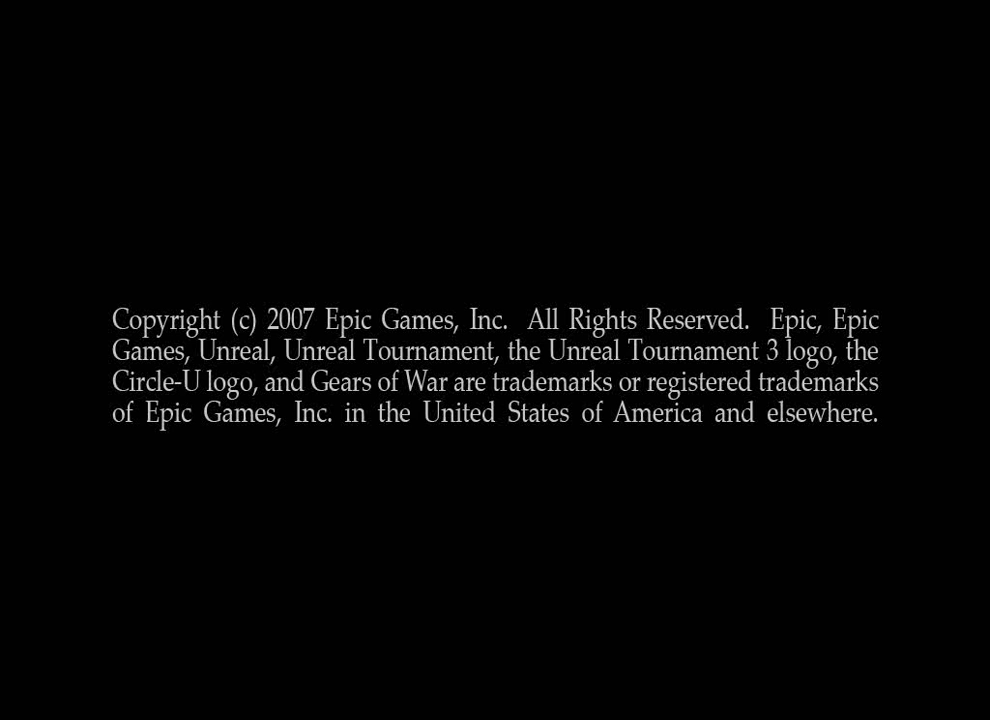 Copyright (c) 2007 Epic Games, Inc.  All Rights Reserved.  Epic, Epic
Games, Unreal, Unreal Tournament, the Unreal Tournament 3 logo, the
Circle-U logo, and Gears of War are trademarks or registered trademarks
of Epic Games, Inc. in the United States of America and elsewhere.